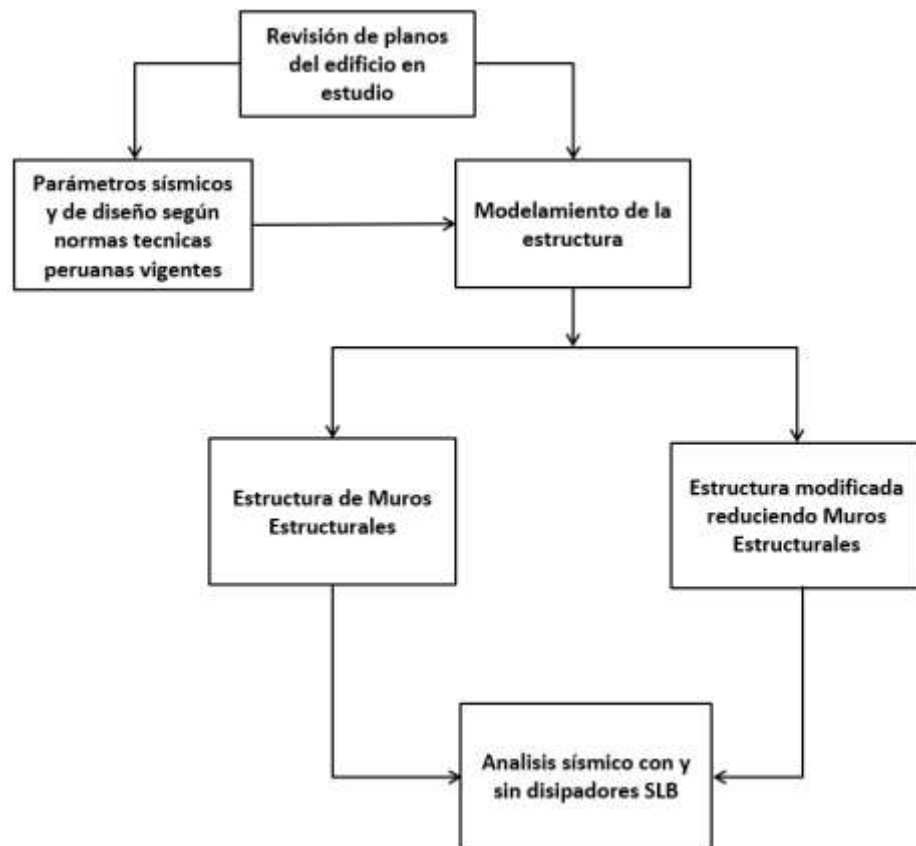 Revisión de planos
del edificio en
estudio
Parámetros sísmicos
y de diseño según
normas tecnicas
peruanas vigentes
Modelamiento de la
estructura
Estructura de Muros
Estructurales
Estructura modificada
reduciendo Muros
Estructurales
Analisis sísmico con y
sin disipadores SLB